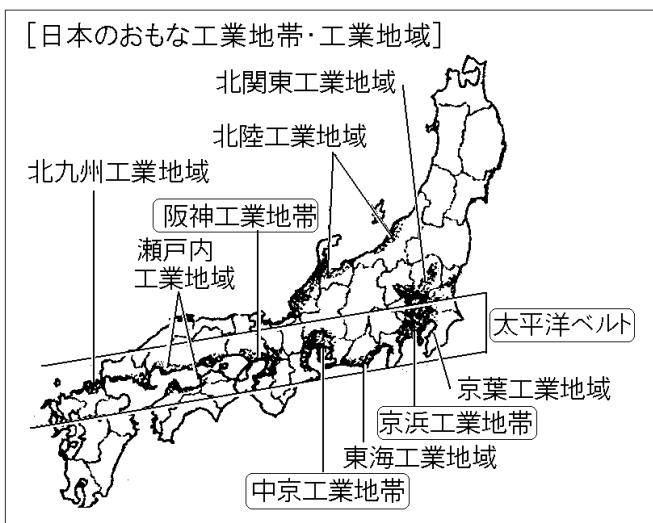 ［日本のおもな工業地帯・工業地域］
北関東工業地域
北陸工業地域
北九州工業地域
阪神工業地帯
瀬戸内
工業地域
太平洋ベルト
京葉工業地域
京浜工業地帯
東海工業地域
中京工業地帯